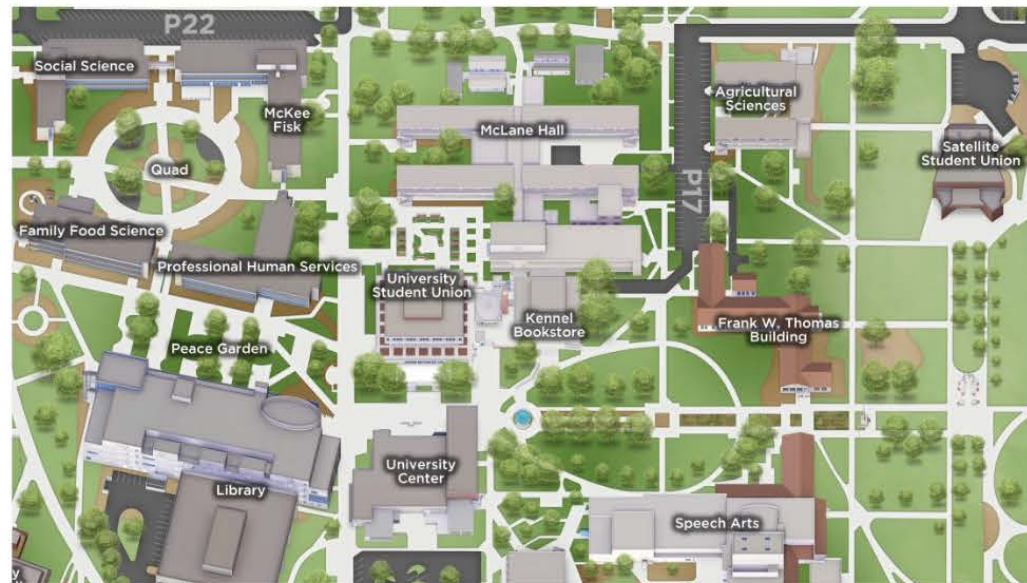 P22
Social Science
McKee
Fisk
McLane Hall
Agricultural
Sciences
Satellite
Student Union
Quad
P17
Family Food Science
Professional Human Services
University
Student Union
Kennel
Bookstore
Frank W. Thomas
Building
Peace Garden
University
Center
Library
Speech Arts